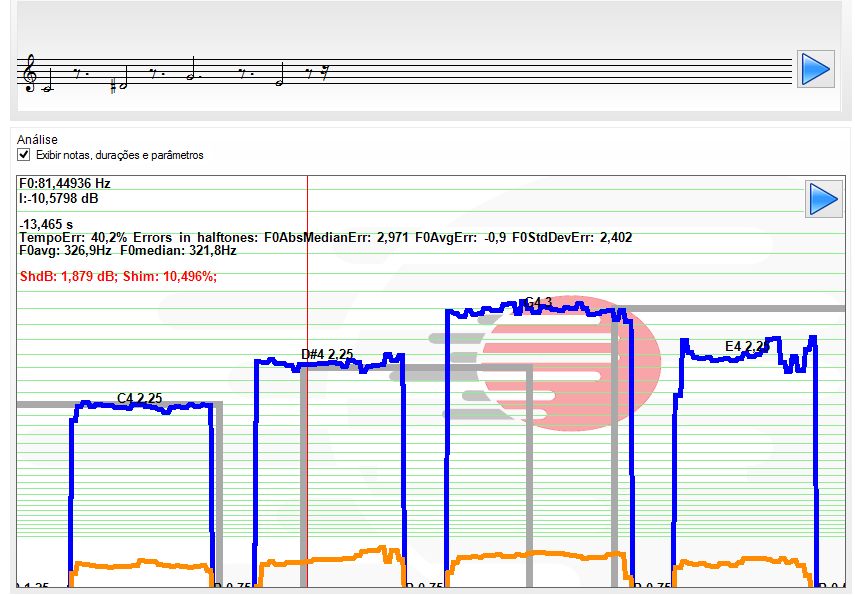 Análise
Exibir notas, durações e parâmetros
F0:81,44936 Hz
I:-10,5798 dB
-13,465 s
TempoErr: 40,2% Errors in halftones: F0AbsMedianErr: 2,971 F0AvgErr: -0,9 F0StdDevErr: 2,402
F0avg: 326,9Hz F0median: 321,8Hz
ShdB: 1,879 dB; Shim: 10,496%;
G4 3
E4 2,25
D#4 2,25
C4 2,25